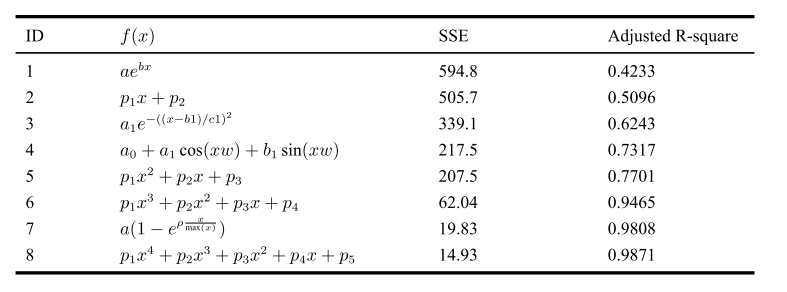 ID f(x) SSE Adjusted R-square
1 ae^{bx} 594.8 0.4233
2 p_1x + p_2 505.7 0.5096
3 a_1e^{-((x-b1)/c1)^2} 339.1 0.6243
4 a_0 + a_1 cos(xw) + b_1 sin(xw) 217.5 0.7317
5 p_1x^2 + p_2x + p_3 207.5 0.7701
6 p_1x^3 + p_2x^2 + p_3x + p_4 62.04 0.9465
7 a(1 − e^{ρ\frac{x}{max(x)}}) 19.83 0.9808
8 p_1x^4 + p_2x^3 + p_3x^2 + p_4x + p_5 14.93 0.9871